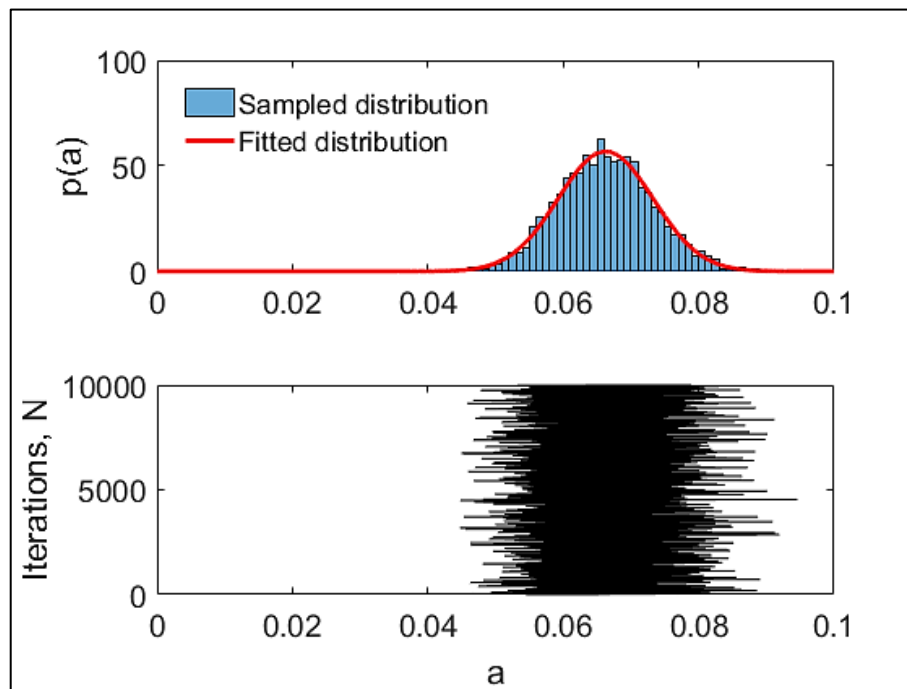 100
50
0
p(a)
Sampled distribution
Fitted distribution
0 0.02 0.04 0.06 0.08 0.1
10000
5000
0
Iterations, N
0 0.02 0.04 0.06 0.08 0.1
a